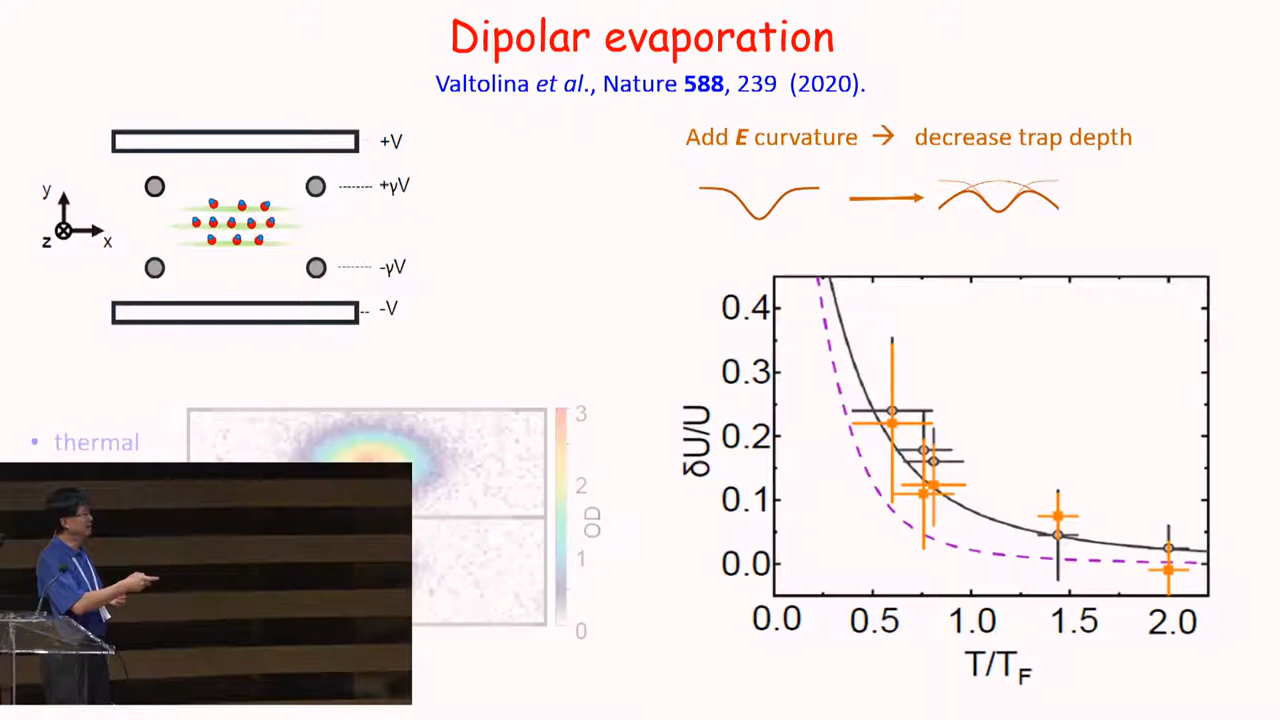 Dipolar evaporation
Valtolina et al., Nature 588, 239 (2020).
+V
+γV
-γV
-V
y
z
x
Add E curvature → decrease trap depth
• thermal
3
2
1
0
OD
0.4
0.3
0.2
0.1
0.0
δU/U
0.0 0.5 1.0 1.5 2.0
T/T_F